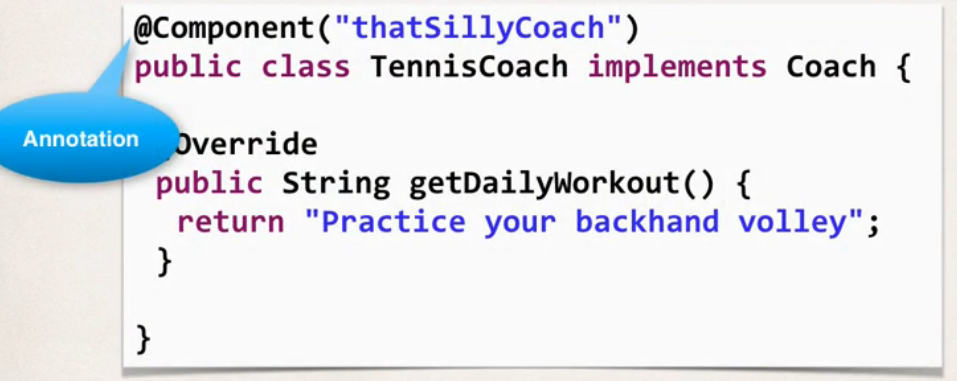 @Component("thatSillyCoach")
public class TennisCoach implements Coach {
Annotation
Override
public String getDailyWorkout() {
return "Practice your backhand volley";
}
}